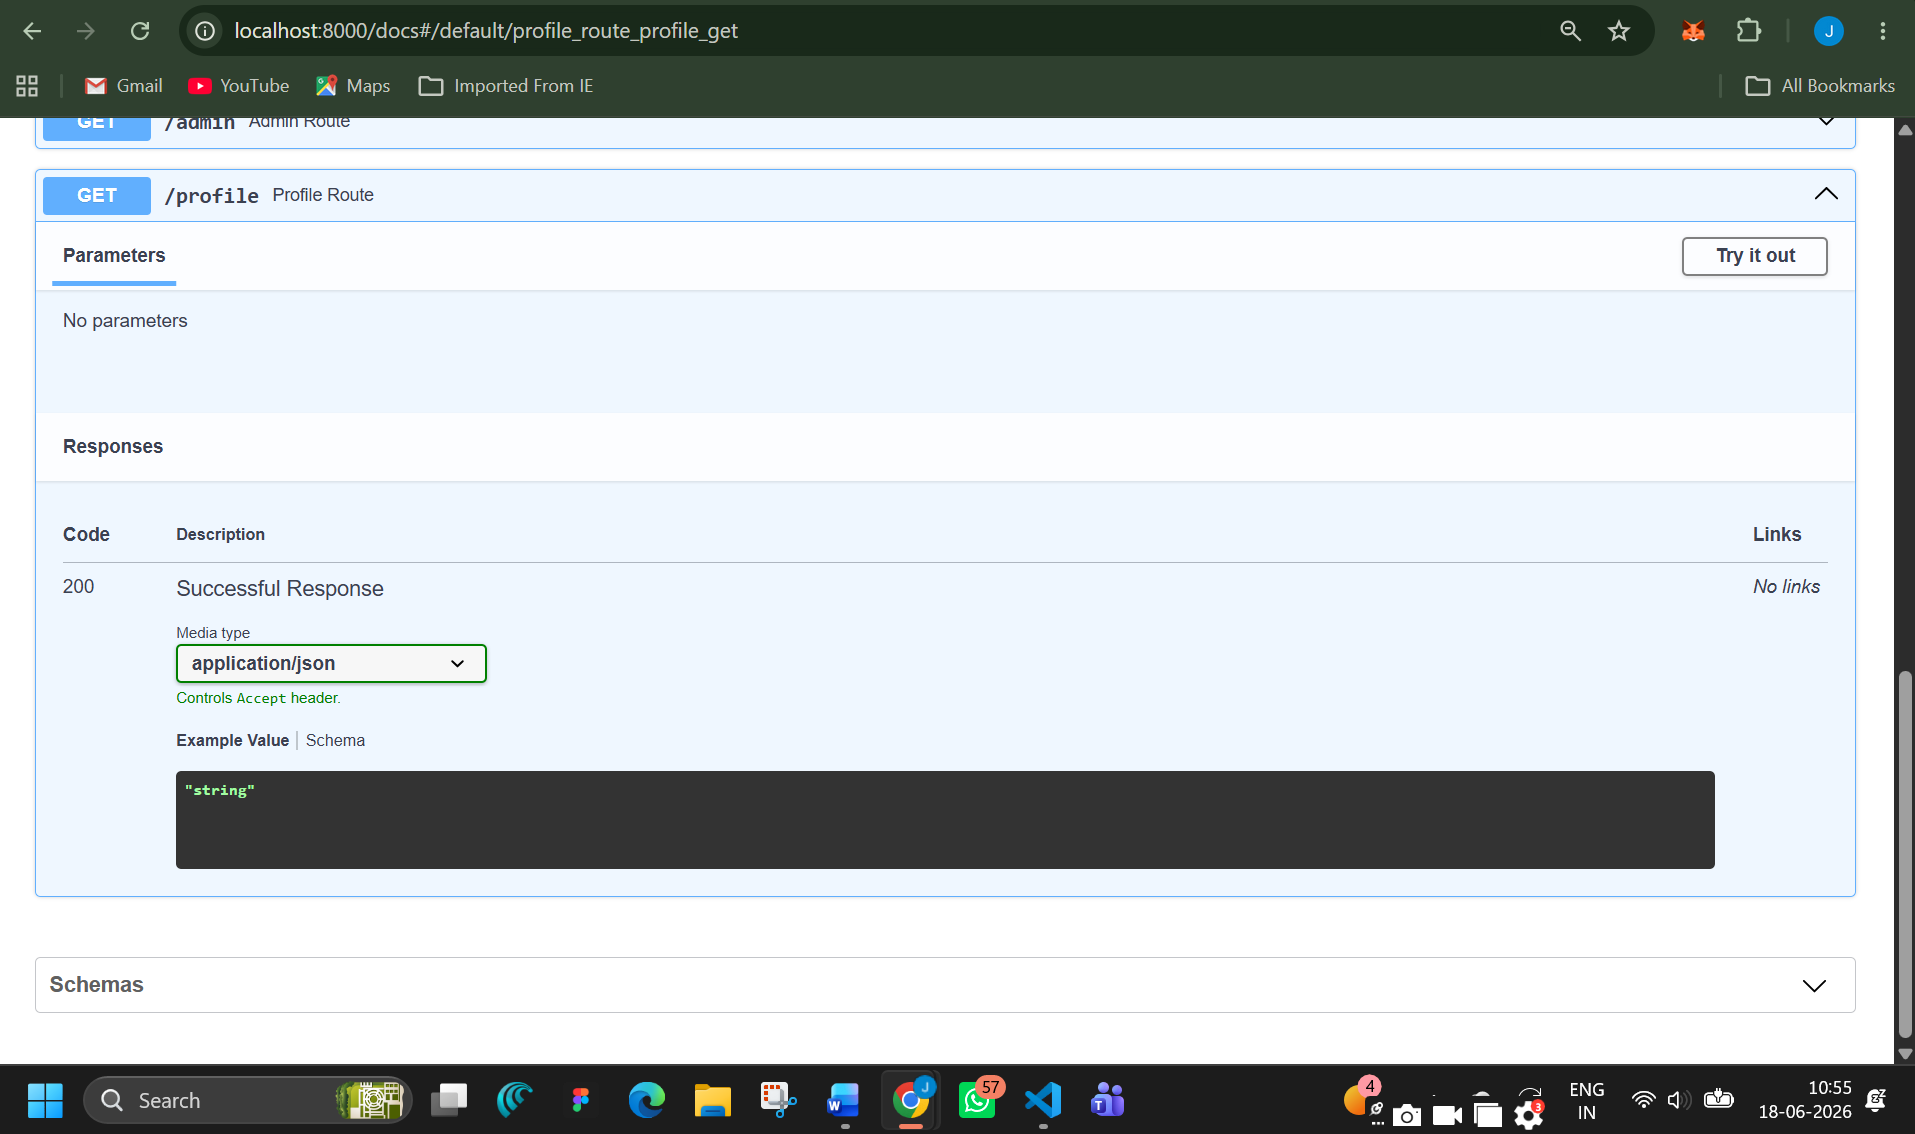 localhost:8000/docs#/default/profile_route_profile_get
J
Gmail
YouTube
Maps
Imported From IE
All Bookmarks
GET /admin Admin Route
GET /profile Profile Route
Parameters
Try it out
No parameters
Responses
Code Description Links
200 Successful Response No links
Media type
application/json
Controls Accept header.
Example Value | Schema
"string"
Schemas
Search
W
J
57
T
4
3
ENG
IN
10:55
18-06-2026